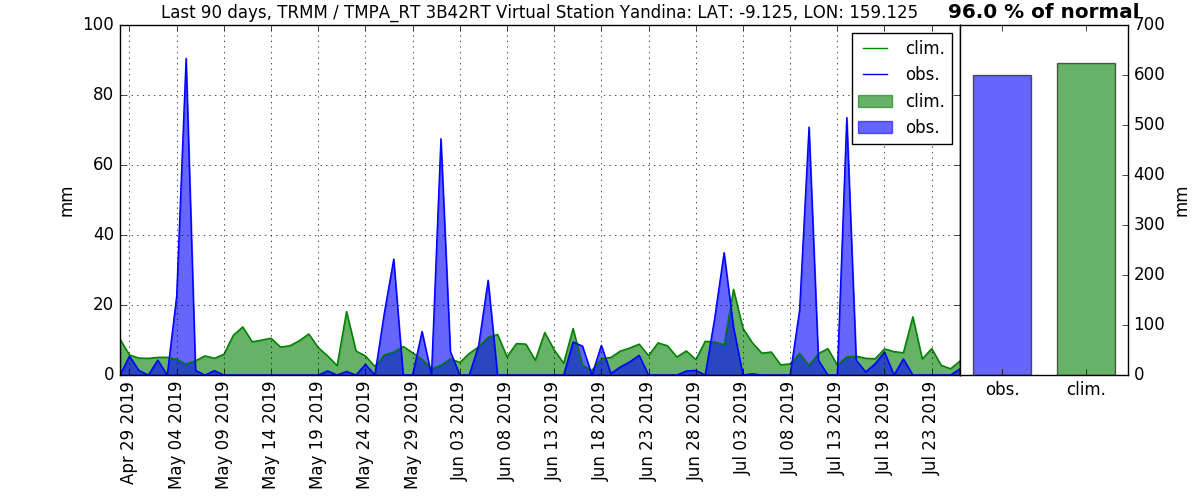 Last 90 days, TRMM / TMPA_RT 3B42RT Virtual Station Yandina: LAT: -9.125, LON: 159.125
96.0 % of normal
100
80
60
40
20
0
mm
clim.
obs.
clim.
obs.
700
600
500
400
300
200
100
0
mm
Apr 29 2019
May 04 2019
May 09 2019
May 14 2019
May 19 2019
May 24 2019
May 29 2019
Jun 03 2019
Jun 08 2019
Jun 13 2019
Jun 18 2019
Jun 23 2019
Jun 28 2019
Jul 03 2019
Jul 08 2019
Jul 13 2019
Jul 18 2019
Jul 23 2019
obs.
clim.